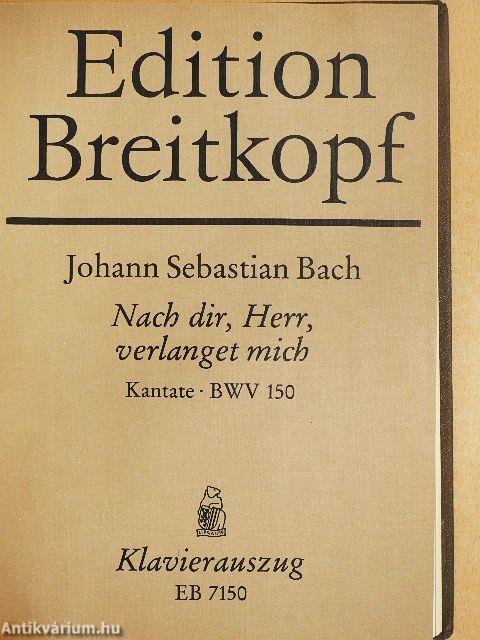 Edition
Breitkopf
Johann Sebastian Bach
Nach dir, Herr,
verlanget mich
Kantate · BWV 150
Klavierauszug
EB 7150
Antikvárium.hu